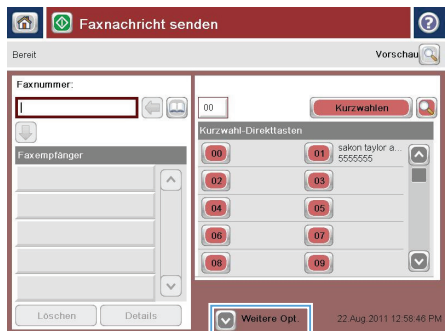 Faxnachricht senden
Bereit
Vorschau
Faxnummer:
00
Kurzwahlen
Kurzwahl-Direkttasten
Faxempfänger
00
01 sakon taylor a...
5555555
02 03
04 05
06 07
08 09
Löschen Details
Weitere Opt.
22.Aug.2011 12:58:46 PM